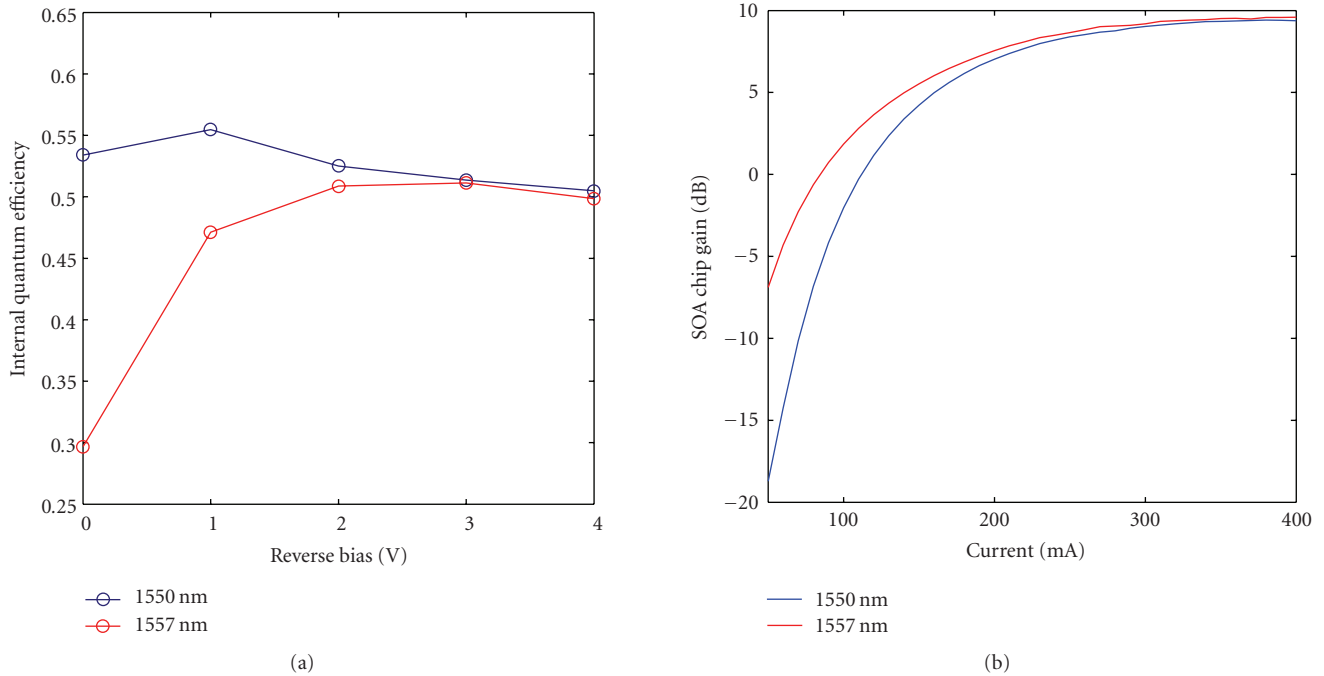 0.65
0.6
0.55
0.5
0.45
0.4
0.35
0.3
0.25
Internal quantum efficiency
0 1 2 3 4
Reverse bias (V)
1550 nm
1557 nm
(a)
10
5
0
−5
−10
−15
−20
SOA chip gain (dB)
100 200 300 400
Current (mA)
1550 nm
1557 nm
(b)